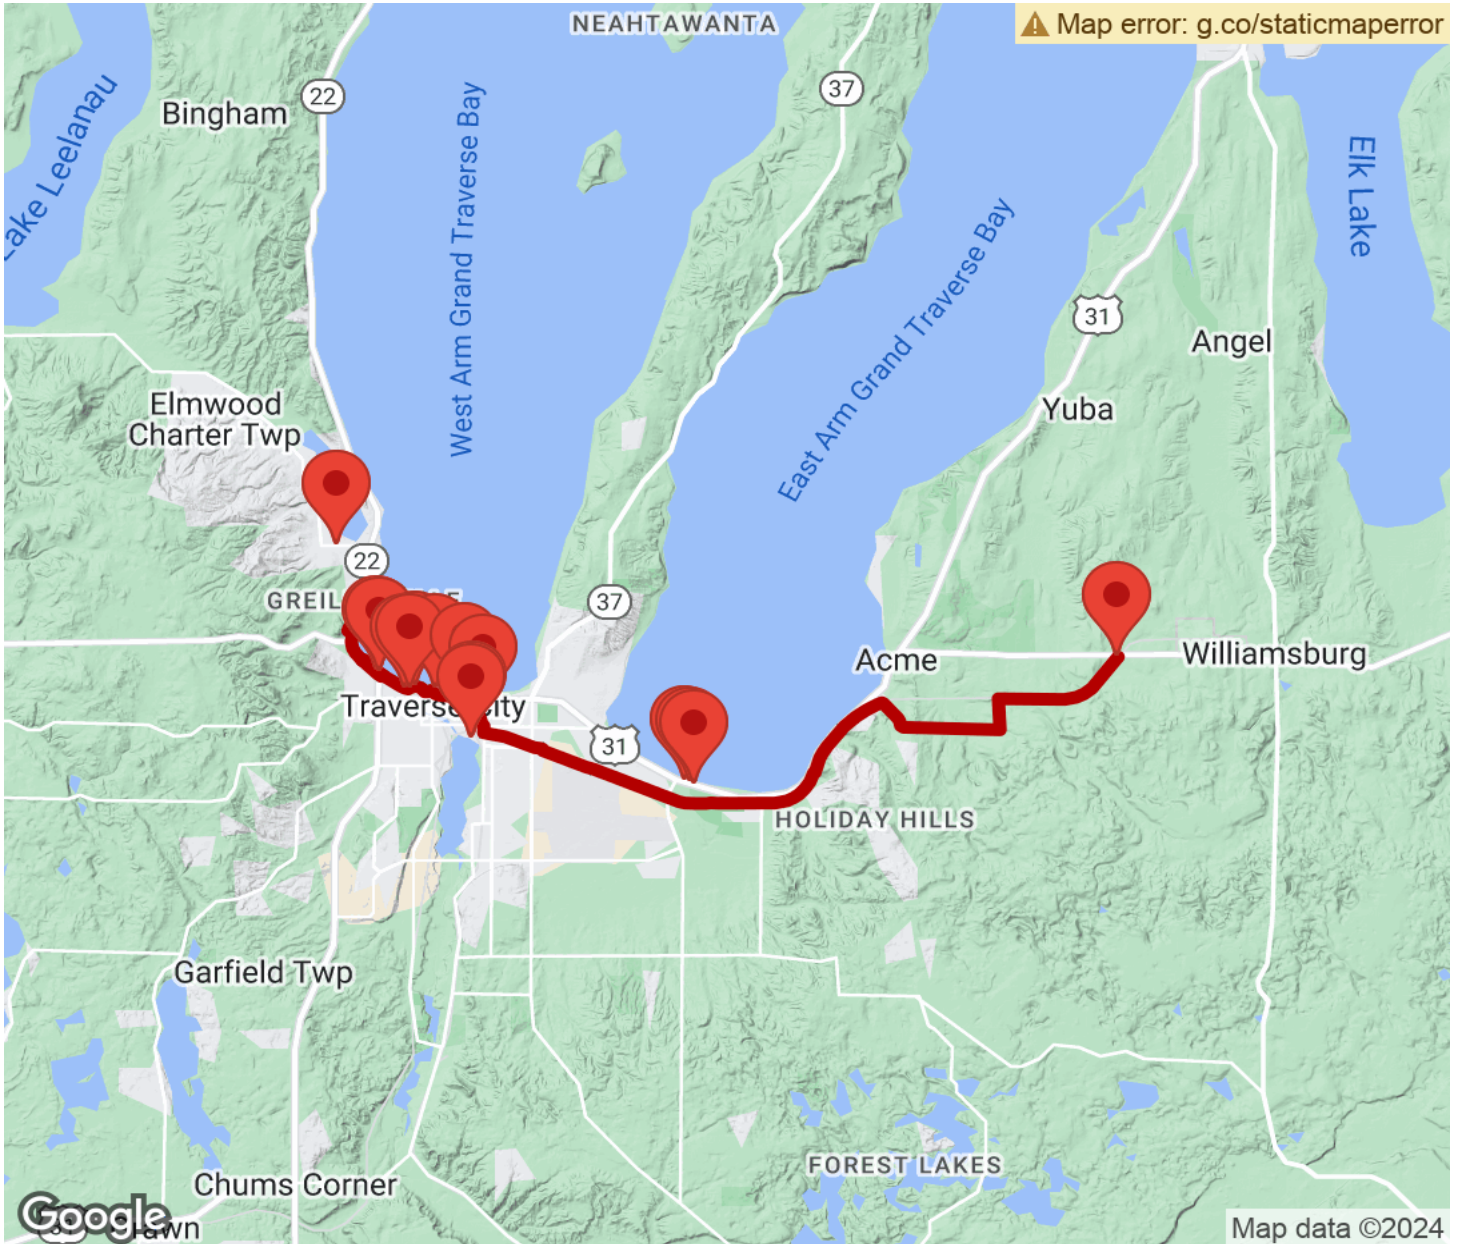 NEAHTAWANTA
Map error: g.co/staticmaperror
22
37
Bingham
Lake Leelanau
West Arm Grand Traverse Bay
Elk Lake
East Arm Grand Traverse Bay
31
Angel
Elmwood
Charter Twp
Yuba
22
37
Acme
Williamsburg
Traverse City
31
HOLIDAY HILLS
Garfield Twp
FOREST LAKES
Chums Corner
Google
Map data ©2024